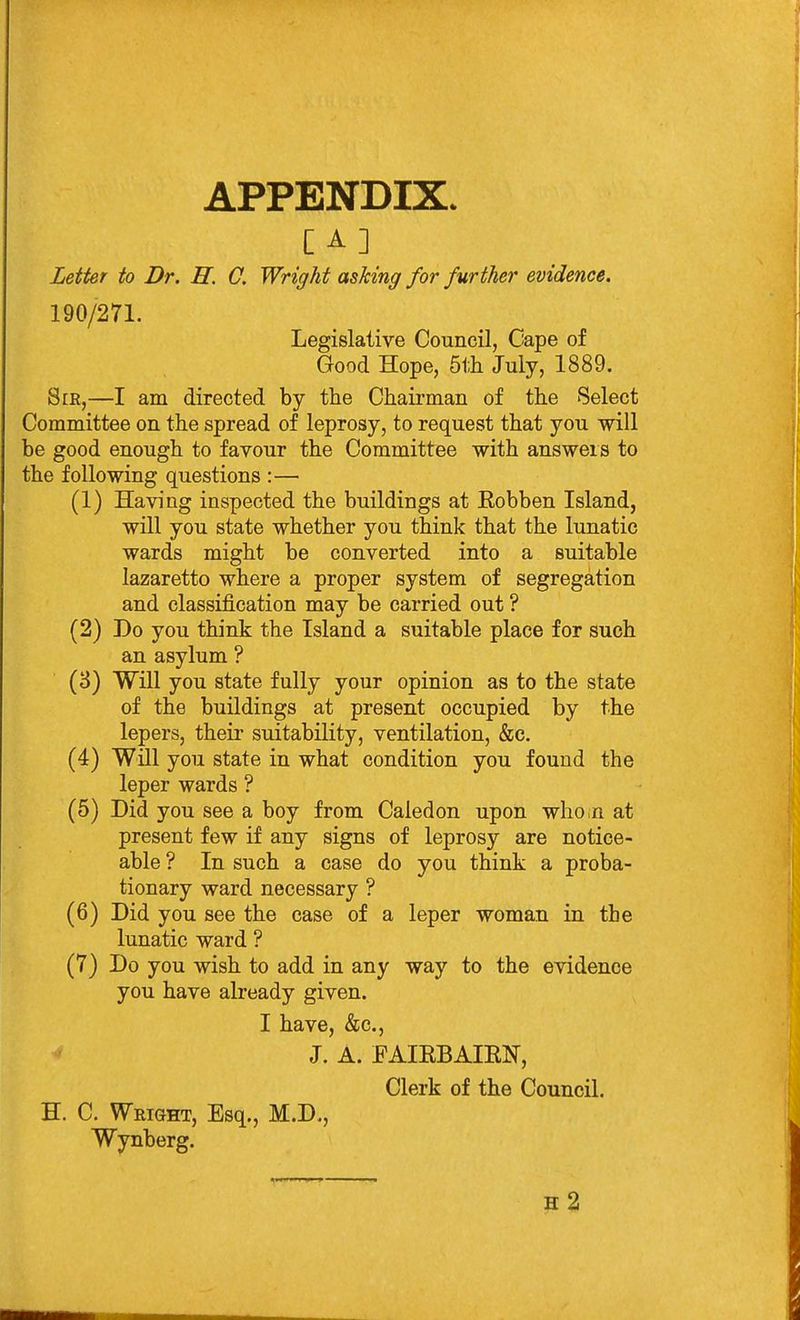 APPENDIX.
[A]
Letter to Dr. H. C. Wright asking for further evidence.
190/271.
Legislative Council, Cape of
Good Hope, 5th July, 1889.
SIR,—I am directed by the Chairman of the Select
Committee on the spread of leprosy, to request that you will
be good enough to favour the Committee with answers to
the following questions :—
(1) Having inspected the buildings at Robben Island,
will you state whether you think that the lunatic
wards might be converted into a suitable
lazaretto where a proper system of segregation
and classification may be carried out ?
(2) Do you think the Island a suitable place for such
an asylum ?
(3) Will you state fully your opinion as to the state
of the buildings at present occupied by the
lepers, their suitability, ventilation, &c.
(4) Will you state in what condition you found the
leper wards ?
(5) Did you see a boy from Caledon upon whom at
present few if any signs of leprosy are notice-
able ? In such a case do you think a proba-
tionary ward necessary ?
(6) Did you see the case of a leper woman in the
lunatic ward ?
(7) Do you wish to add in any way to the evidence
you have already given.
I have, &c.,
J. A. FAIRBAIRN,
Clerk of the Council.
H. C. WRIGHT, Esq., M.D.,
Wynberg.
H 2